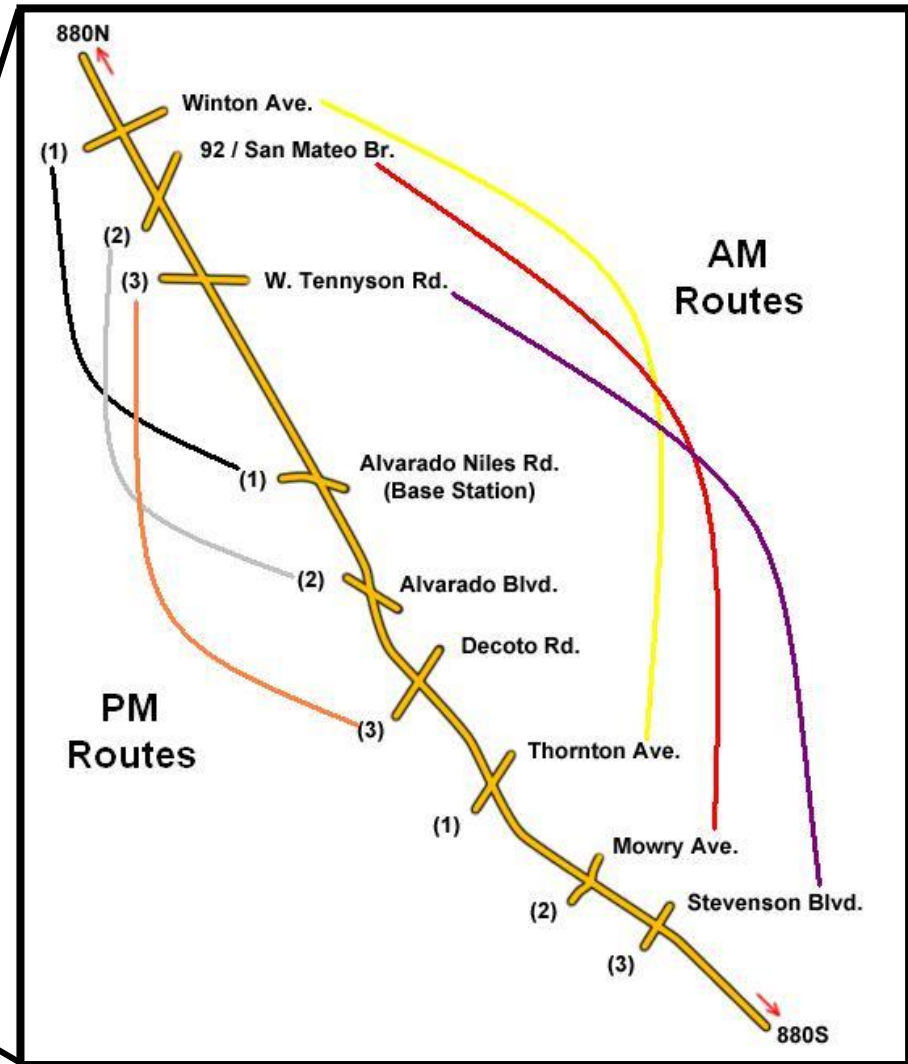 880N
Winton Ave.
(1)
92 / San Mateo Br.
(2)
(3)
W. Tennyson Rd.
AM
Routes
Alvarado Niles Rd.
(Base Station)
(1)
(2)
Alvarado Blvd.
Decoto Rd.
PM
Routes
(3)
Thornton Ave.
(1)
Mowry Ave.
(2)
Stevenson Blvd.
(3)
880S